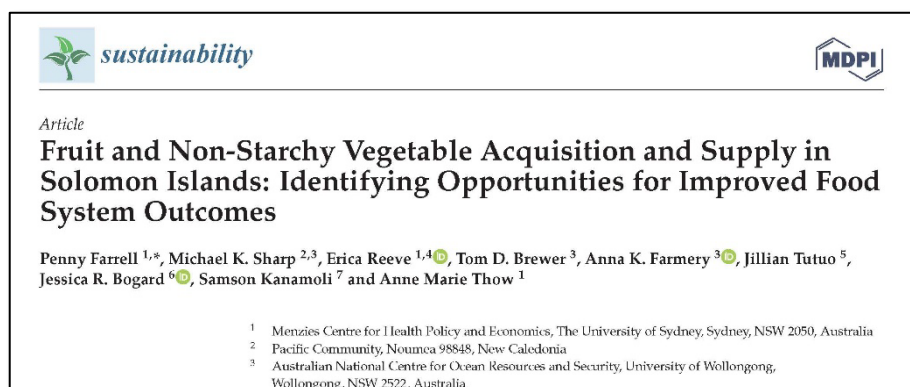 sustainability
MDPI
Article
Fruit and Non-Starchy Vegetable Acquisition and Supply in
Solomon Islands: Identifying Opportunities for Improved Food
System Outcomes
Penny Farrell 1,*, Michael K. Sharp 2,3, Erica Reeve 1,4 iD, Tom D. Brewer 3, Anna K. Farmery 3 iD, Jillian Tutuo 5,
Jessica R. Bogard 6 iD, Samson Kanamoli 7 and Anne Marie Thow 1
1 Menzies Centre for Health Policy and Economics, The University of Sydney, Sydney, NSW 2050, Australia
2 Pacific Community, Noumea 98848, New Caledonia
3 Australian National Centre for Ocean Resources and Security, University of Wollongong,
Wollongong, NSW 2522, Australia